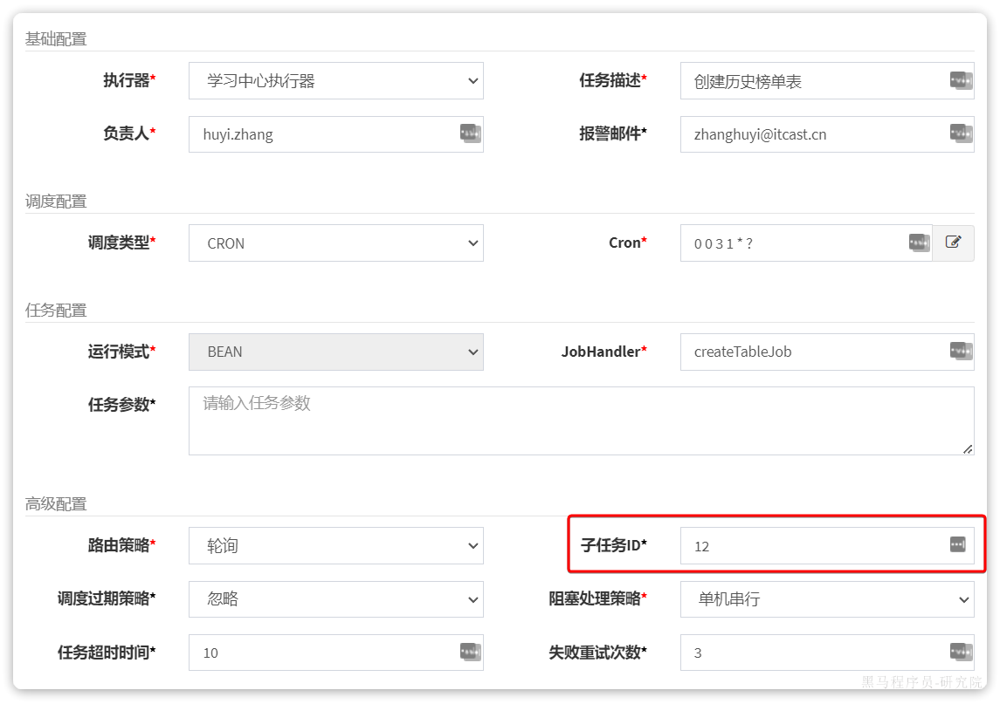 基础配置
执行器* 学习中心执行器 任务描述* 创建历史榜单表
负责人* huyi.zhang 报警邮件* zhanghuyi@itcast.cn
调度配置
调度类型* CRON Cron* 0 0 3 1 * ?
任务配置
运行模式* BEAN JobHandler* createTableJob
任务参数* 请输入任务参数
高级配置
路由策略* 轮询 子任务ID* 12
调度过期策略* 忽略 阻塞处理策略* 单机串行
任务超时时间* 10 失败重试次数* 3
黑马程序员-研究院